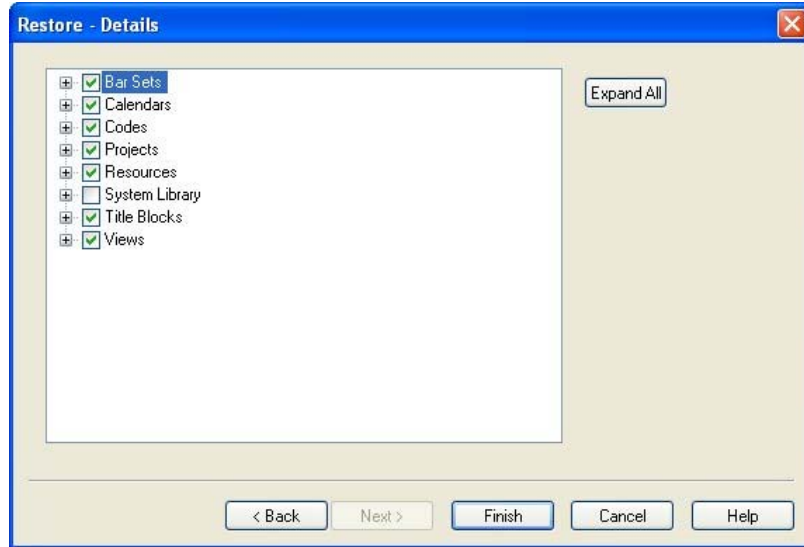 Restore - Details
Bar Sets
Expand All
Calendars
Codes
Projects
Resources
System Library
Title Blocks
Views
< Back
Next >
Finish
Cancel
Help